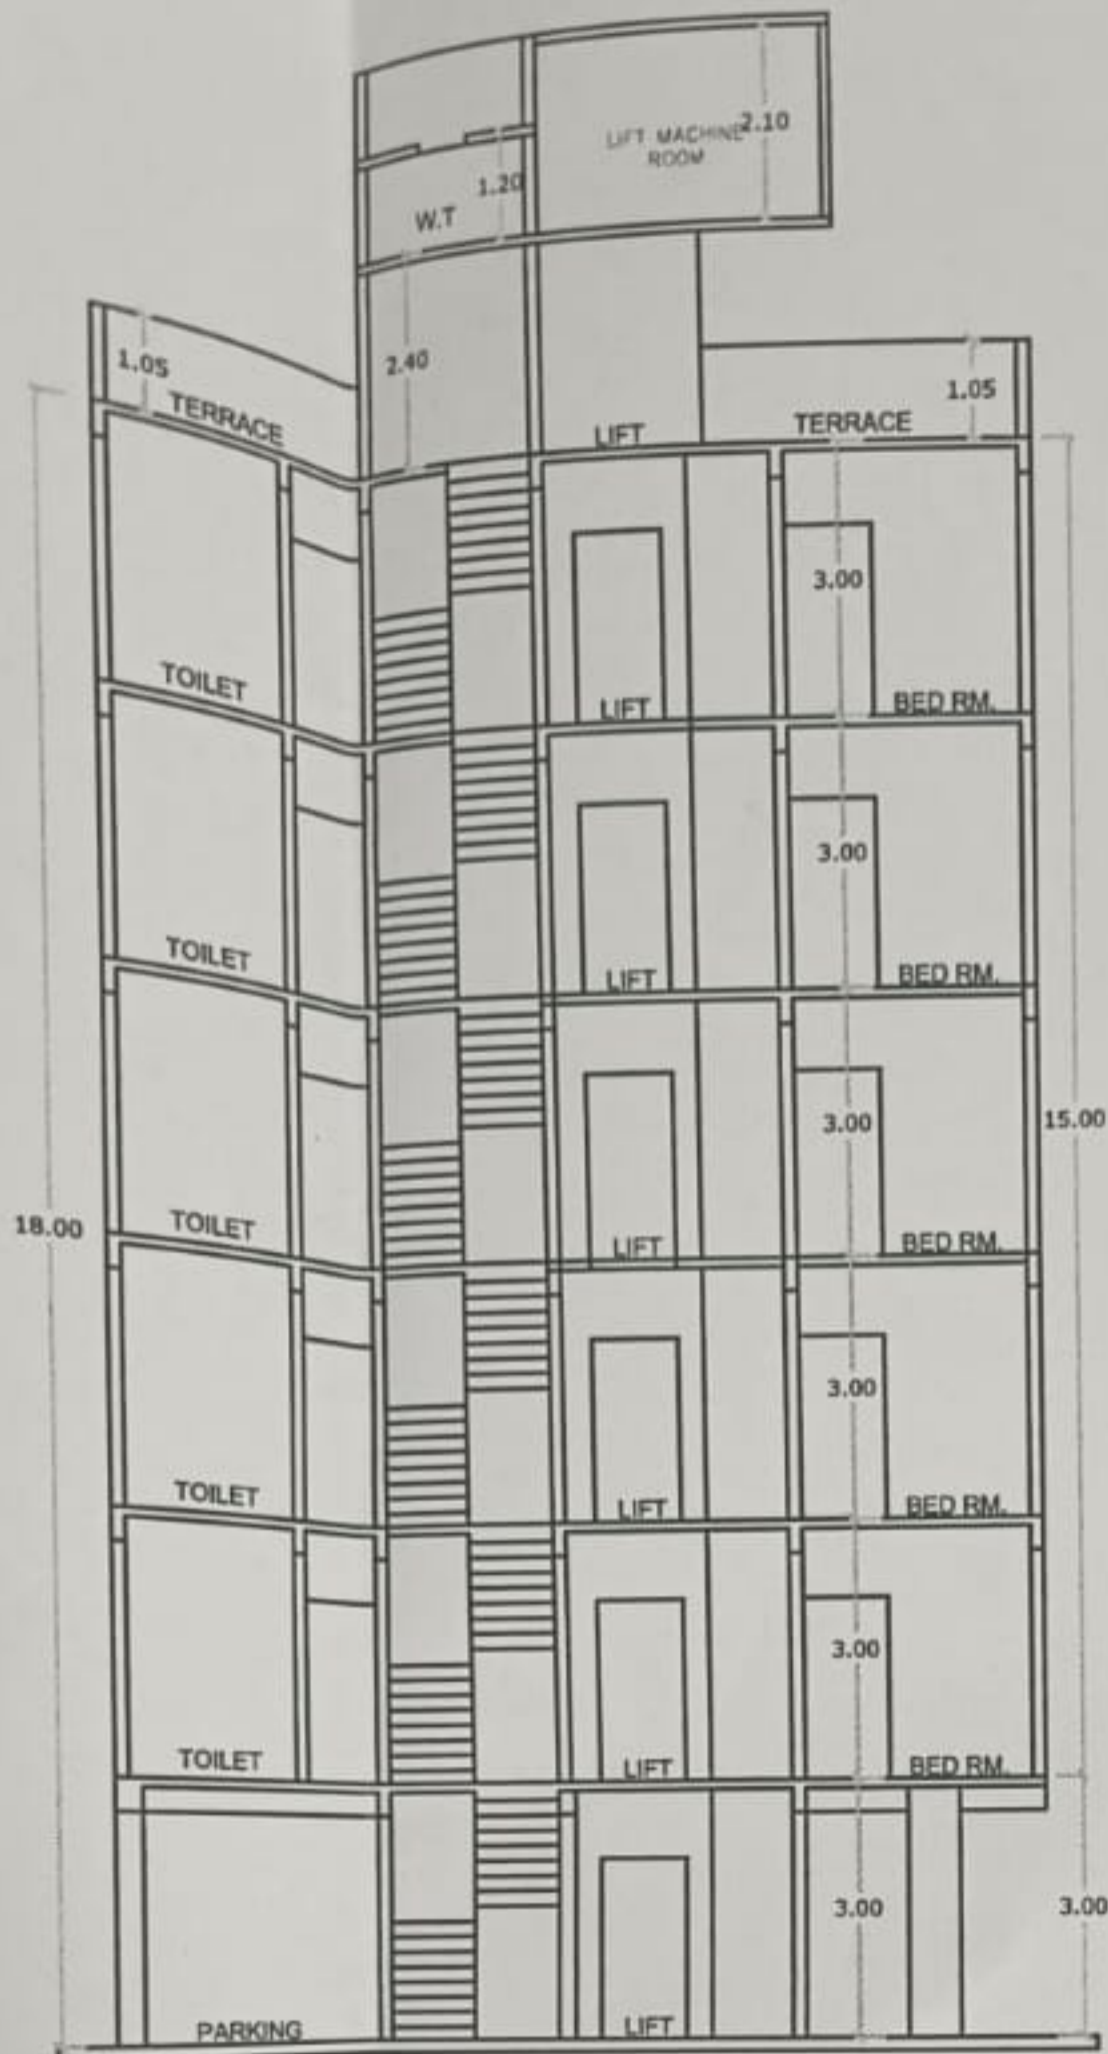 LIFT MACHINE
ROOM
2.10
1.20
W.T
1.05
TERRACE
2.40
LIFT
TERRACE
1.05
3.00
TOILET
LIFT
BED RM.
3.00
TOILET
LIFT
BED RM.
3.00
15.00
18.00
TOILET
LIFT
BED RM.
3.00
TOILET
LIFT
BED RM.
3.00
TOILET
LIFT
BED RM.
3.00
3.00
PARKING
LIFT